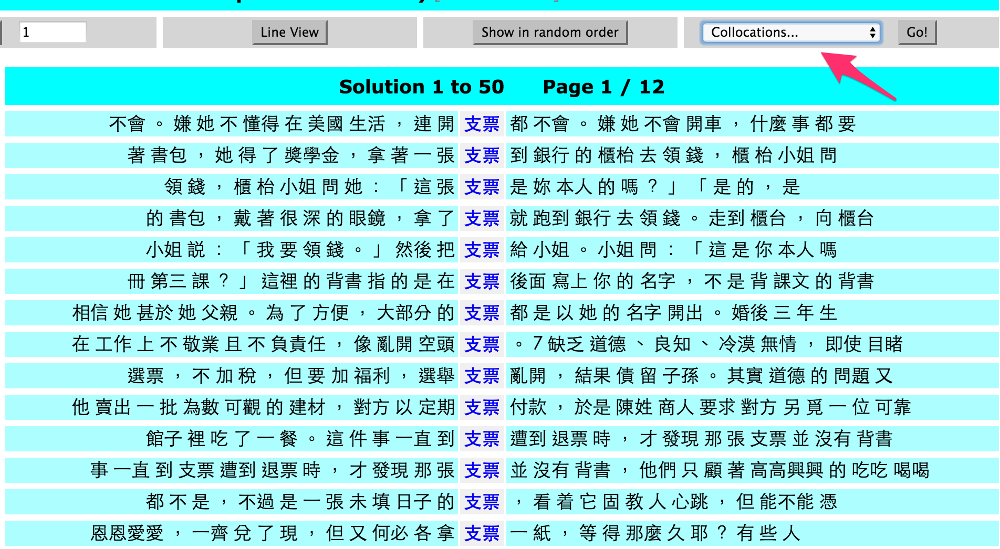 1 Line View Show in random order Collocations... Go!
Solution 1 to 50 Page 1 / 12
不會 。 嫌 她 不 懂得 在 美國 生活 ， 連 開 支票 都 不會 。 嫌 她 不會 開車 ， 什麼 事 都 要
著 書包 ， 她 得 了 獎學金 ， 拿 著 一 張 支票 到 銀行 的 櫃枱 去 領 錢 ， 櫃 枱 小姐 問
領 錢 ， 櫃 枱 小姐 問 她 ： 「 這 張 支票 是 妳 本人 的 嗎 ？ 」 「 是 的 ， 是
的 書包 ， 戴 著 很 深 的 眼鏡 ， 拿 了 支票 就 跑到 銀行 去 領 錢 。 走到 櫃台 ， 向 櫃台
小姐 説 ： 「 我 要 領 錢 。 」 然後 把 支票 給 小姐 。 小姐 問 ： 「 這 是 你 本人 嗎
冊 第三 課 ？ 」 這裡 的 背書 指 的 是 在 支票 後面 寫上 你 的 名字 ， 不 是 背 課文 的 背書
相信 她 甚於 她 父親 。 為 了 方便 ， 大部分 的 支票 都 是 以 她 的 名字 開出 。 婚後 三 年 生
在 工作 上 不 敬業 且 不 負責任 ， 像 亂開 空頭 支票 。 7 缺乏 道德 、 良知 、 冷漠 無情 ， 即使 目睹
選票 ， 不 加 稅 ， 但 要 加 福利 ， 選舉 支票 亂開 ， 結果 債 留 子孫 。 其實 道德 的 問題 又
他 賣出 一 批 為數 可觀 的 建材 ， 對方 以 定期 支票 付款 ， 於是 陳姓 商人 要求 對方 另 覓 一 位 可靠
館子 裡 吃 了 一 餐 。 這 件 事 一直 到 支票 遭到 退票 時 ， 才 發現 那 張 支票 並 沒有 背書
事 一直 到 支票 遭到 退票 時 ， 才 發現 那 張 支票 並 沒有 背書 ， 他們 只 顧 著 高高興興 的 吃吃 喝喝
都 不 是 ， 不過 是 一 張 未 填 日子 的 支票 ， 看 着 它 固 教 人 心跳 ， 但 能不能 憑
恩恩愛愛 ， 一齊 兌 了 現 ， 但 又 何必 各 拿 支票 一 紙 ， 等 得 那麼 久 耶 ？ 有 些 人